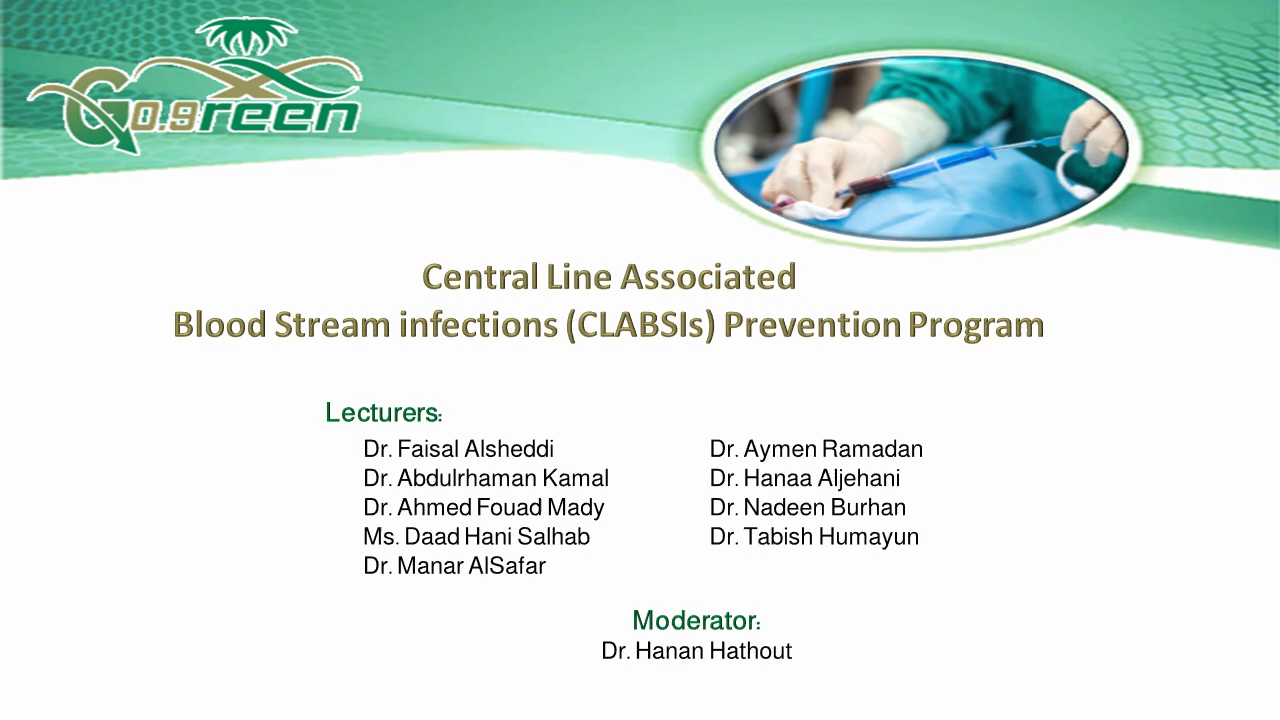 Go.green
Central Line Associated
Blood Stream infections (CLABSIs) Prevention Program
Lecturers:
Dr. Faisal Alsheddi
Dr. Abdulrhaman Kamal
Dr. Ahmed Fouad Mady
Ms. Daad Hani Salhab
Dr. Manar AlSafar
Dr. Aymen Ramadan
Dr. Hanaa Aljehani
Dr. Nadeen Burhan
Dr. Tabish Humayun
Moderator:
Dr. Hanan Hathout